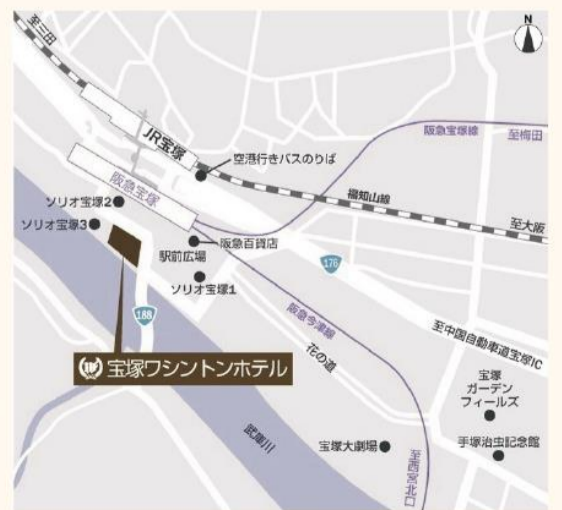 至三田
N
JR宝塚
阪急宝塚線
至梅田
空港行きバスのりば
阪急宝塚
福知山線
ソリオ宝塚2
至大阪
ソリオ宝塚3
阪急百貨店
駅前広場
176
ソリオ宝塚1
188
阪急今津線
至中国自動車道宝塚IC
花の道
宝塚ワシントンホテル
宝塚
ガーデン
フィールズ
武庫川
宝塚大劇場
手塚治虫記念館
至西宮北口